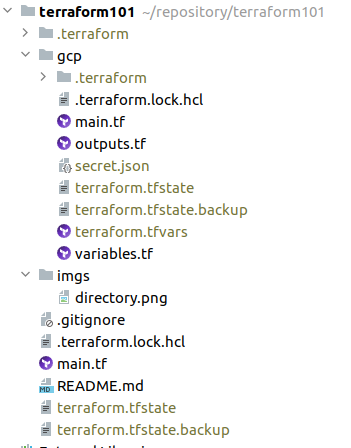 terraform101 ~/repository/terraform101
.terraform
gcp
.terraform
.terraform.lock.hcl
main.tf
outputs.tf
secret.json
terraform.tfstate
terraform.tfstate.backup
terraform.tfvars
variables.tf
imgs
directory.png
.gitignore
.terraform.lock.hcl
main.tf
MD README.md
terraform.tfstate
terraform.tfstate.backup